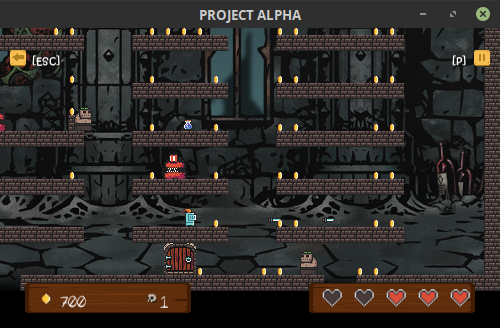 PROJECT ALPHA
[ESC]
[P]
700
1